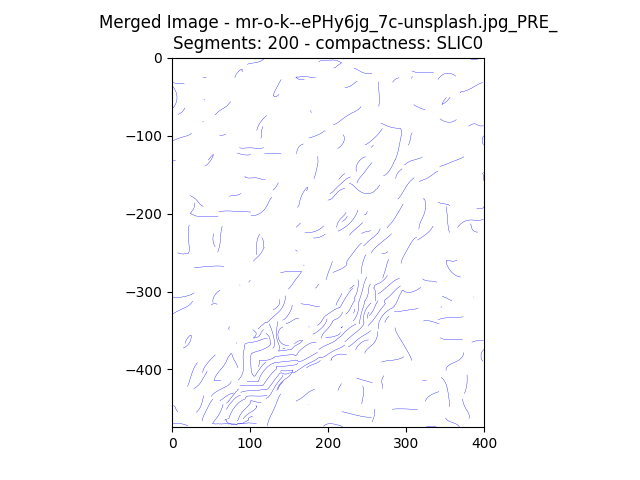 Merged Image - mr-o-k--ePHy6jg_7c-unsplash.jpg_PRE_
Segments: 200 - compactness: SLIC0
0
−100
−200
−300
−400
0 100 200 300 400